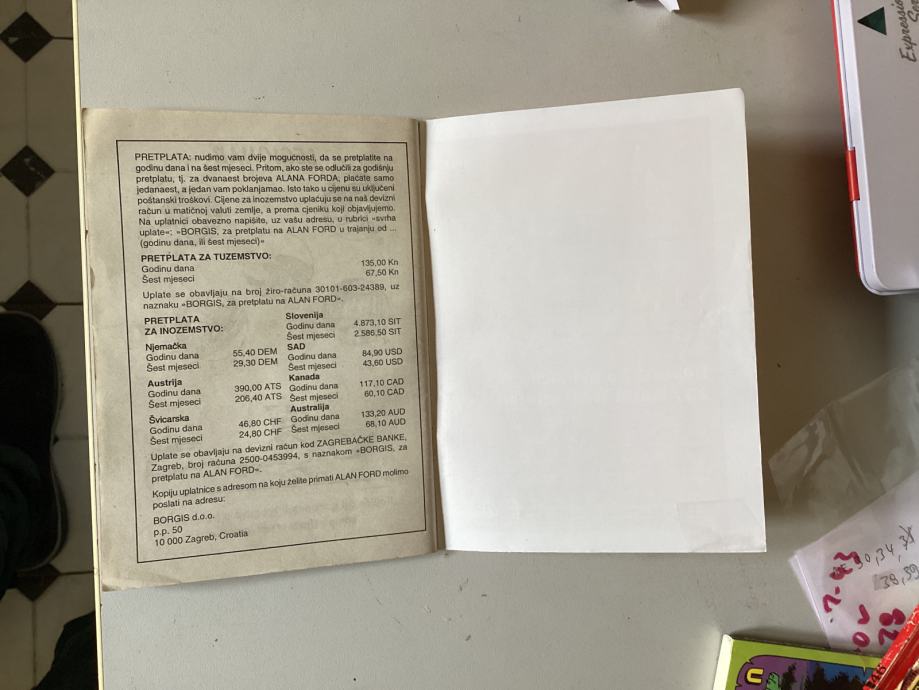 PRETPLATA: nudimo vam dvije mogućnosti, da se pretplatite na
godinu dana i na šest mjeseci. Pritom, ako ste se odlučili za godišnju
pretplatu, tj. za dvanaest brojeva ALANA FORDA, plaćate samo
jedanaest, a jedan vam poklanjamao. Isto tako u cijenu su uključeni
poštanski troškovi. Cijene za inozemstvo uplaćuju se na naš devizni
račun u matičnoj valuti zemlje, a prema cjeniku koji objavljujemo.
Na uplatnici obavezno napišite, uz vašu adresu, u rubrici »svrha
uplate«: »BORGIS, za pretplatu na ALAN FORD u trajanju od ...
(godinu dana, ili šest mjeseci)«
PRETPLATA ZA TUZEMSTVO:
Godinu dana 135,00 Kn
Šest mjeseci 67,50 Kn
Uplate se obavljaju na broj žiro-računa 30101-603-24389, uz
naznaku »BORGIS, za pretplatu na ALAN FORD«.
PRETPLATA
ZA INOZEMSTVO:
Njemačka
Godinu dana 55,40 DEM
Šest mjeseci 29,30 DEM
Austrija
Godinu dana 390,00 ATS
Šest mjeseci 206,40 ATS
Švicarska
Godinu dana 46,80 CHF
Šest mjeseci 24,80 CHF
Slovenija
Godinu dana 4.873,10 SIT
Šest mjeseci 2.586,50 SIT
SAD
Godinu dana 84,90 USD
Šest mjeseci 43,60 USD
Kanada
Godinu dana 117,10 CAD
Šest mjeseci 60,10 CAD
Australija
Godinu dana 133,20 AUD
Šest mjeseci 68,10 AUD
Uplate se obavljaju na devizni račun kod ZAGREBAČKE BANKE,
Zagreb, broj računa 2500-0453994, s naznakom »BORGIS, za
pretplatu na ALAN FORD«.
Kopiju uplatnice s adresom na koju želite primati ALAN FORD molimo
poslati na adresu:
BORGIS d.o.o.
p.p. 50
10 000 Zagreb, Croatia